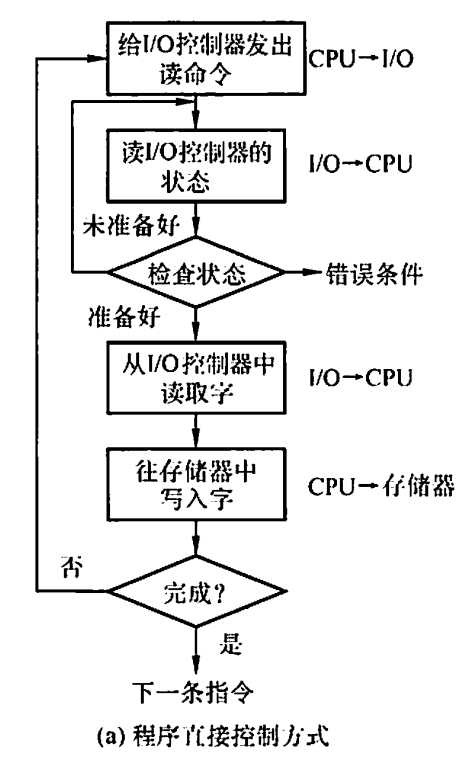 给I/O控制器发出
读命令
CPU→I/O
读I/O控制器的
状态
I/O→CPU
未准备好
检查状态
错误条件
准备好
从I/O控制器中
读取字
I/O→CPU
往存储器中
写入字
CPU→存储器
否
完成?
是
下一条指令
(a) 程序直接控制方式